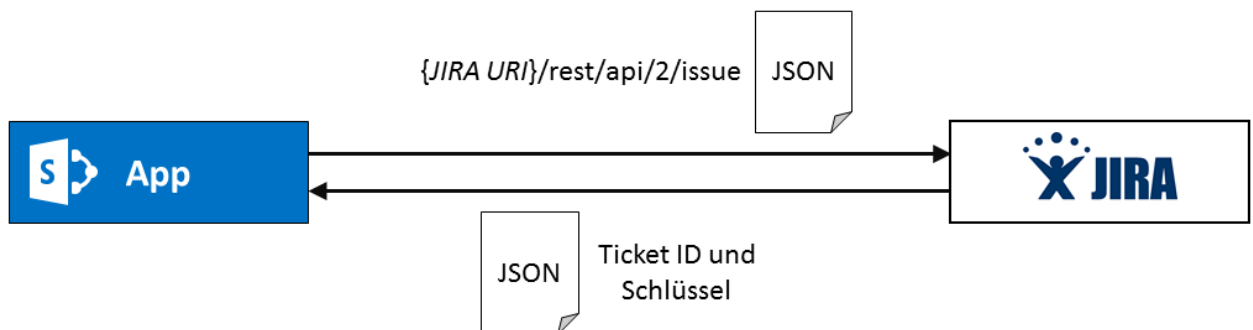 {JIRA URI}/rest/api/2/issue
JSON
S
App
JIRA
JSON
Ticket ID und
Schlüssel